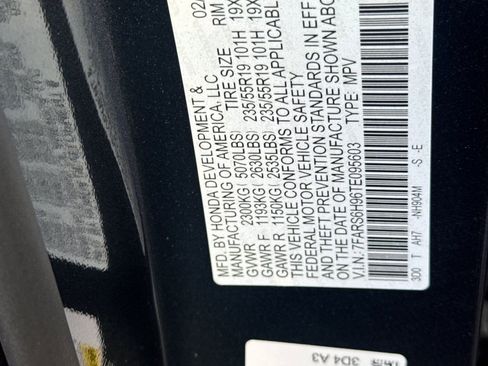 MFD. BY HONDA DEVELOPMENT & 02
MANUFACTURING OF AMERICA, LLC
TIRE SIZE RIM
GVWR 2300KG ( 5070LBS) 235/55R19 101H 19X
GAWR F 1193KG ( 2630LBS) 235/55R19 101H 19X
GAWR R 1150KG ( 2535LBS)
THIS VEHICLE CONFORMS TO ALL APPLICABLE
FEDERAL MOTOR VEHICLE SAFETY
AND THEFT PREVENTION STANDARDS IN EFF
ON THE DATE OF MANUFACTURE SHOWN ABO
V.I.N.: 7FARS6H96TE095603 TYPE: MPV
3D0 T AH7 -NH904M -S -E
3D4 A3